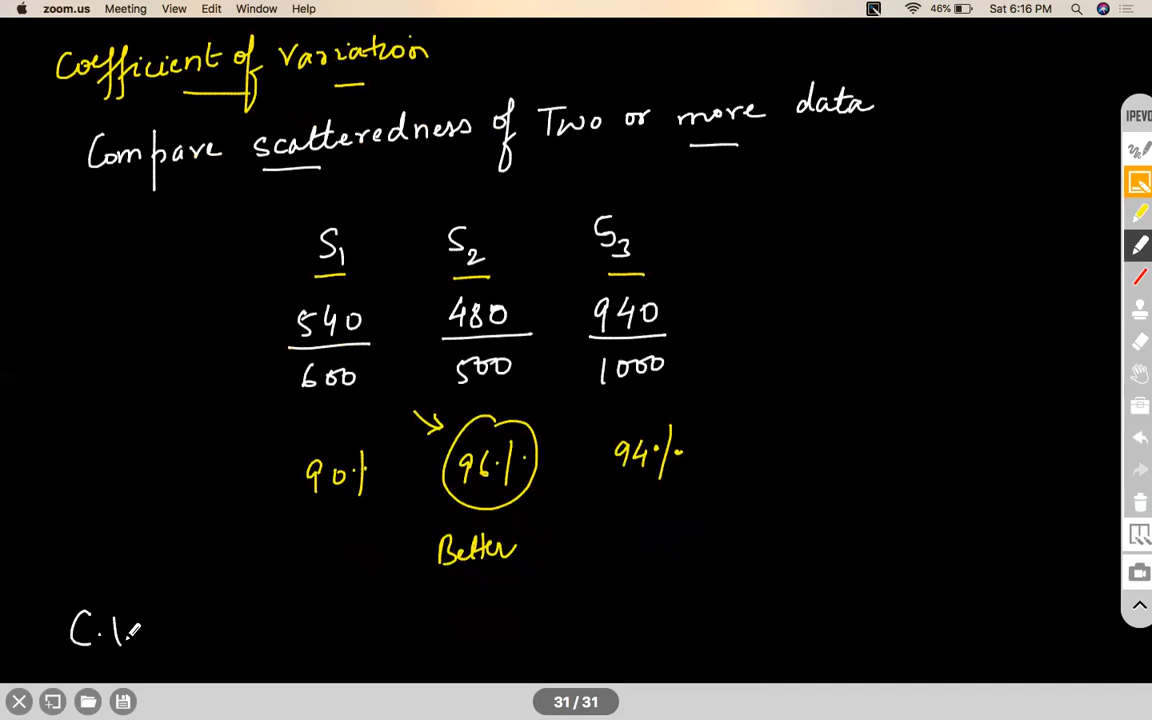 zoom.us Meeting View Edit Window Help 46% Sat 6:16 PM
Coefficient of variation
Compare scatteredness of Two or more data
S1 S2 S3
540 480 940
600 500 1000
90% 96% 94%
Better
C.V
IPEVO
31 / 31